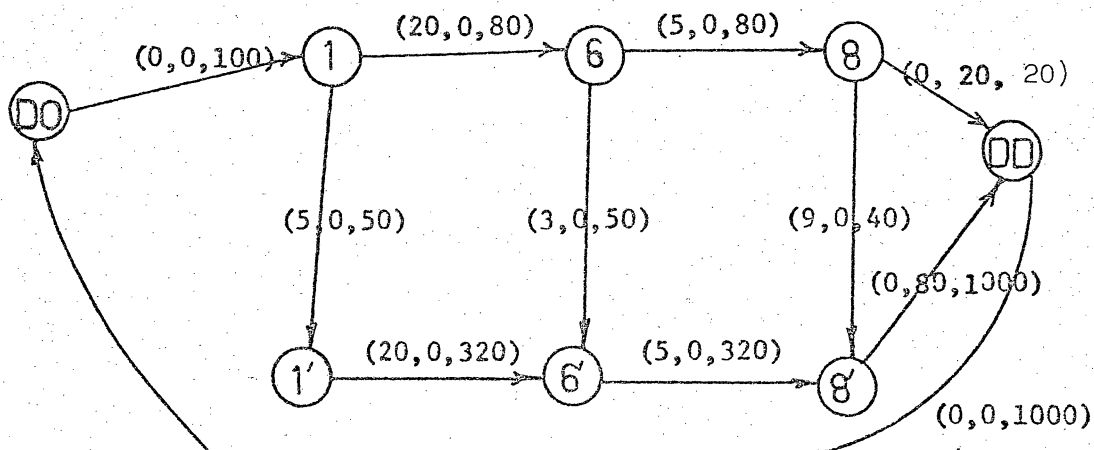 (20,0,80) (5,0,80)
(0,0,100) 1 6 8 (0, 20, 20)
DO DD
(5,0,50) (3,0,50) (9,0,40)
(0,80,1000)
(20,0,320) (5,0,320)
1' 6' 8'
(0,0,1000)